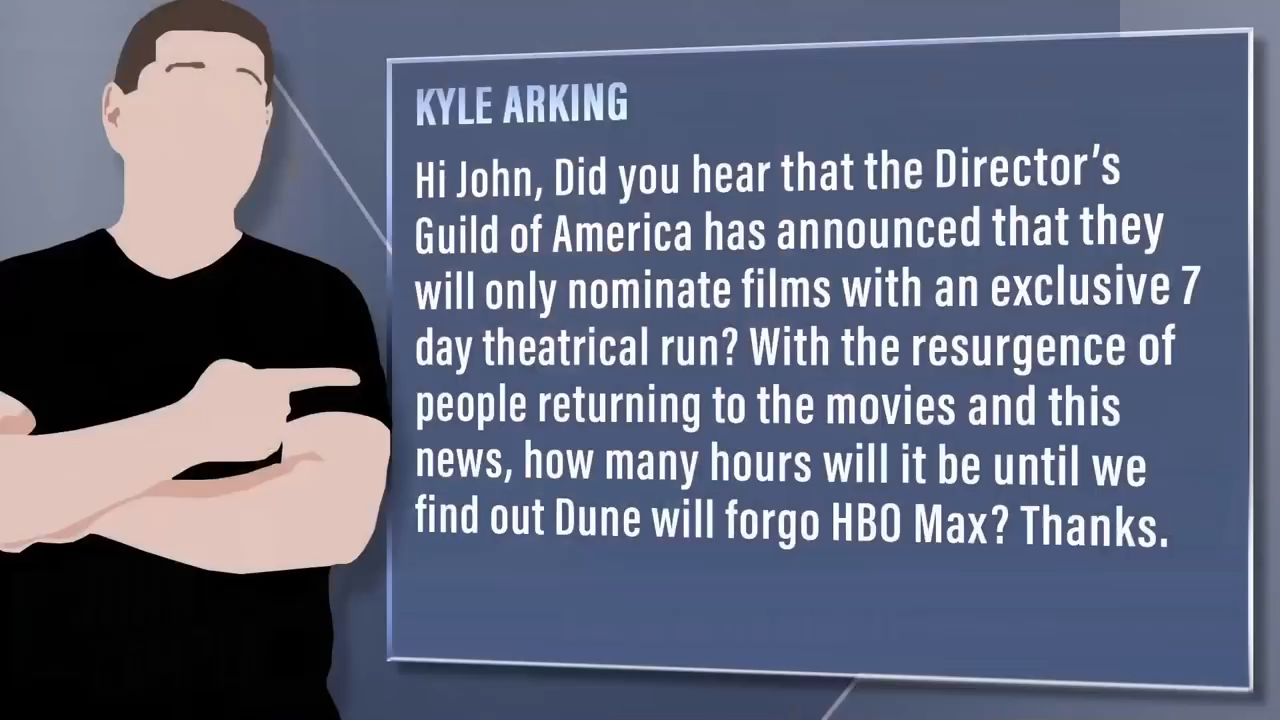 KYLE ARKING
Hi John, Did you hear that the Director's
Guild of America has announced that they
will only nominate films with an exclusive 7
day theatrical run? With the resurgence of
people returning to the movies and this
news, how many hours will it be until we
find out Dune will forgo HBO Max? Thanks.